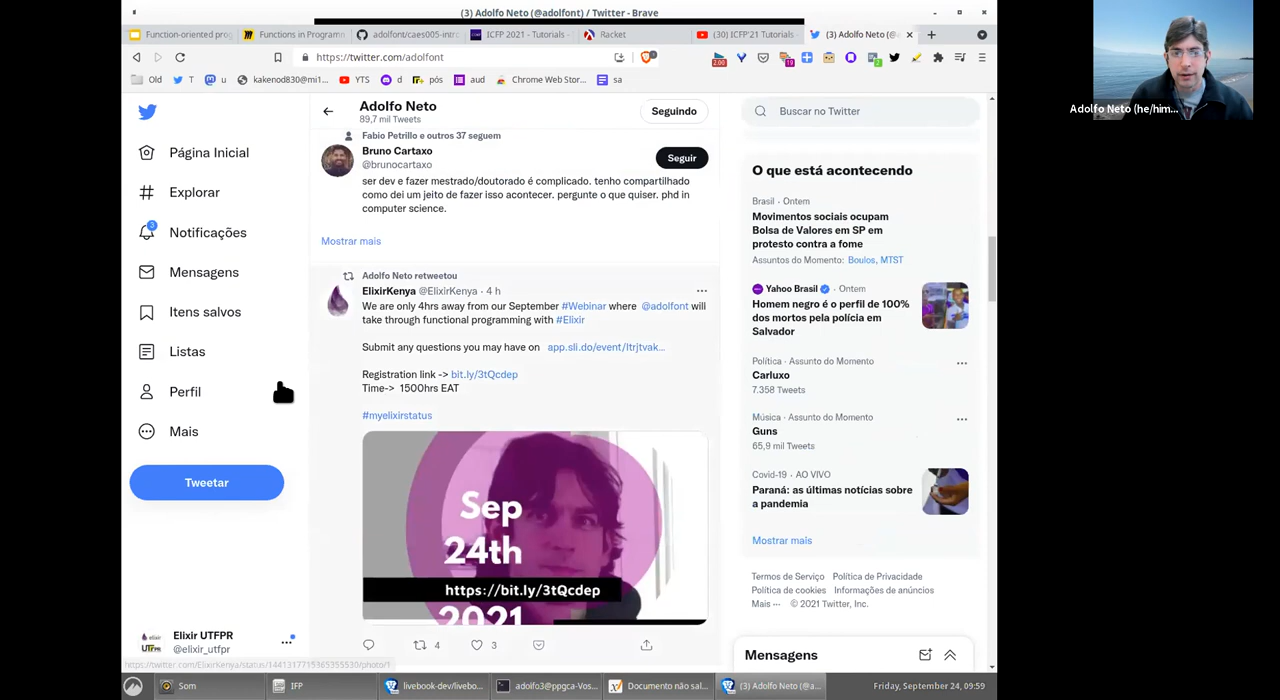 (3) Adolfo Neto (@adolfont) / Twitter - Brave
Function-oriented prog
Functions in Programm
adolfont/caes005-intro
ICFP 2021 - Tutorials -
Racket
(30) ICFP'21 Tutorials
(3) Adolfo Neto (@
https://twitter.com/adolfont
2.00
19
Old
T
u
kakenod830@mi1...
YTS
d
pós
aud
Chrome Web Stor...
sa
Adolfo Neto
89,7 mil Tweets
Seguindo
Buscar no Twitter
Fabio Petrillo e outros 37 seguem
Bruno Cartaxo
@brunocartaxo
Seguir
ser dev e fazer mestrado/doutorado é complicado. tenho compartilhado
como dei um jeito de fazer isso acontecer. pergunte o que quiser. phd in
computer science.
Mostrar mais
Página Inicial
Explorar
3
Notificações
Mensagens
Itens salvos
Listas
Perfil
Mais
Tweetar
Elixir UTFPR
@elixir_utfpr
Adolfo Neto retweetou
ElixirKenya @ElixirKenya · 4 h
We are only 4hrs away from our September #Webinar where @adolfont will
take through functional programming with #Elixir
Submit any questions you may have on app.sli.do/event/ltrjtvak...
Registration link -> bit.ly/3tQcdep
Time-> 1500hrs EAT
#myelixirstatus
Sep
24th
https://bit.ly/3tQcdep
2021
4
3
O que está acontecendo
Brasil · Ontem
Movimentos sociais ocupam
Bolsa de Valores em SP em
protesto contra a fome
Assuntos do Momento: Boulos, MTST
Yahoo Brasil · Ontem
Homem negro é o perfil de 100%
dos mortos pela polícia em
Salvador
Política · Assunto do Momento
Carluxo
7.358 Tweets
Música · Assunto do Momento
Guns
65,9 mil Tweets
Covid-19 · AO VIVO
Paraná: as últimas notícias sobre
a pandemia
Mostrar mais
Termos de Serviço Política de Privacidade
Política de cookies Informações de anúncios
Mais ··· © 2021 Twitter, Inc.
Mensagens
https://twitter.com/ElixirKenya/status/1441317715365355530/photo/1
Som
IFP
livebook-dev/livebo...
adolfo3@ppgca-Vos...
Documento não sal...
(3) Adolfo Neto (@a...
Friday, September 24, 09:59
Adolfo Neto (he/him...